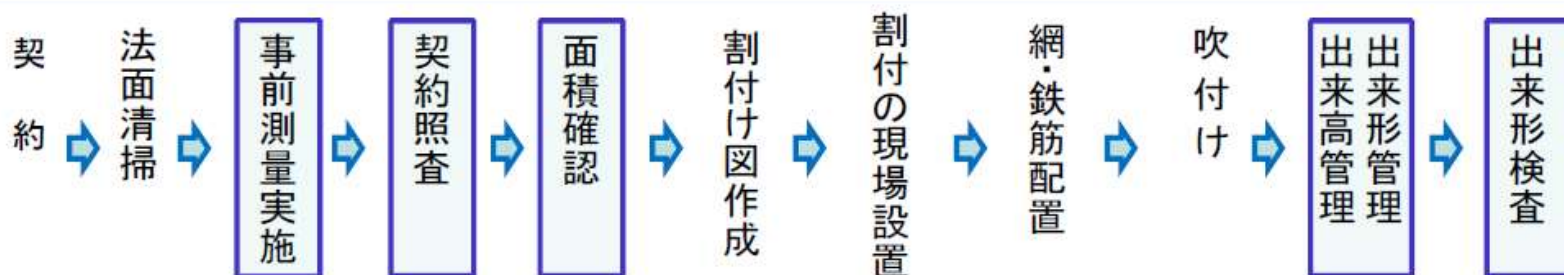 契約
法面清掃
事前測量実施
契約照査
面積確認
割付け図作成
割付の現場設置
網・鉄筋配置
吹付け
出来形管理
出来高管理
出来形検査